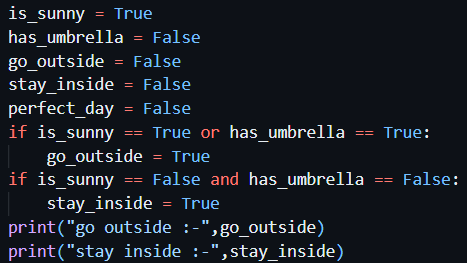 is_sunny = True
has_umbrella = False
go_outside = False
stay_inside = False
perfect_day = False
if is_sunny == True or has_umbrella == True:
    go_outside = True
if is_sunny == False and has_umbrella == False:
    stay_inside = True
print("go outside :-",go_outside)
print("stay inside :-",stay_inside)